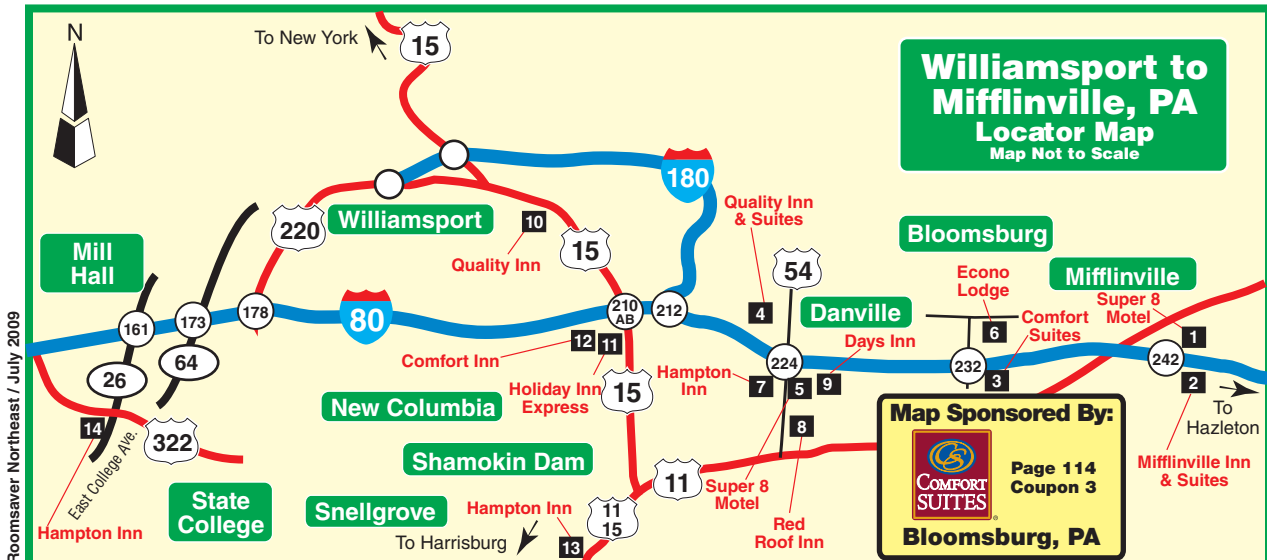 Williamsport to
Mifflinville, PA
Locator Map
Map Not to Scale
N
To New York
15
180
Quality Inn
& Suites
220
Williamsport
10
Quality Inn
15
54
Bloomsburg
Mill
Hall
Econo
Lodge
Mifflinville
Super 8
Motel
161
173
178
80
210
AB
212
4
Danville
Days Inn
6
Comfort
Suites
1
26
64
Comfort Inn
12
11
Holiday Inn
Express
15
Hampton
Inn
7
224
5
9
232
3
242
2
To
Hazleton
New Columbia
8
14
322
East College Ave.
Hampton Inn
State
College
Shamokin Dam
11
Super 8
Motel
Red
Roof Inn
Mifflinville Inn
& Suites
Snellgrove
Hampton Inn
11
15
To Harrisburg
13
Map Sponsored By:
CS
COMFORT
SUITES
®
Page 114
Coupon 3
Bloomsburg, PA
Roomsaver Northeast / July 2009